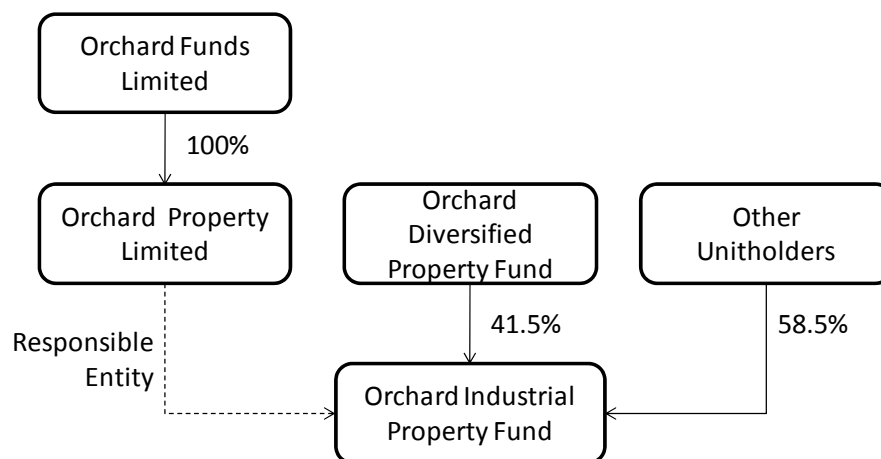 Orchard Funds
Limited
100%
Orchard Property
Limited
Orchard
Diversified
Property Fund
Other
Unitholders
Responsible
Entity
41.5%
58.5%
Orchard Industrial
Property Fund